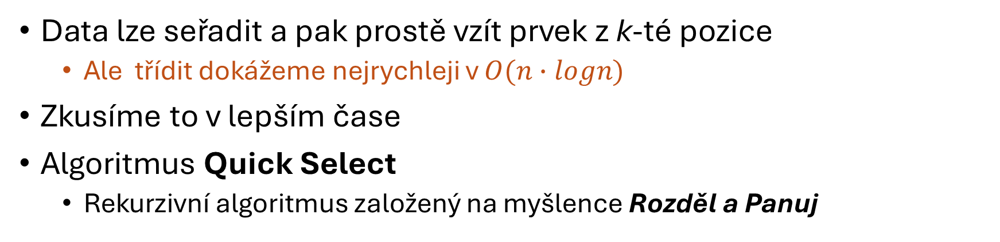 • Data lze seřadit a pak prostě vzít prvek z k-té pozice
• Ale třídit dokážeme nejrychleji v O(n · logn)
• Zkusíme to v lepším čase
• Algoritmus Quick Select
• Rekurzivní algoritmus založený na myšlence Rozděl a Panuj